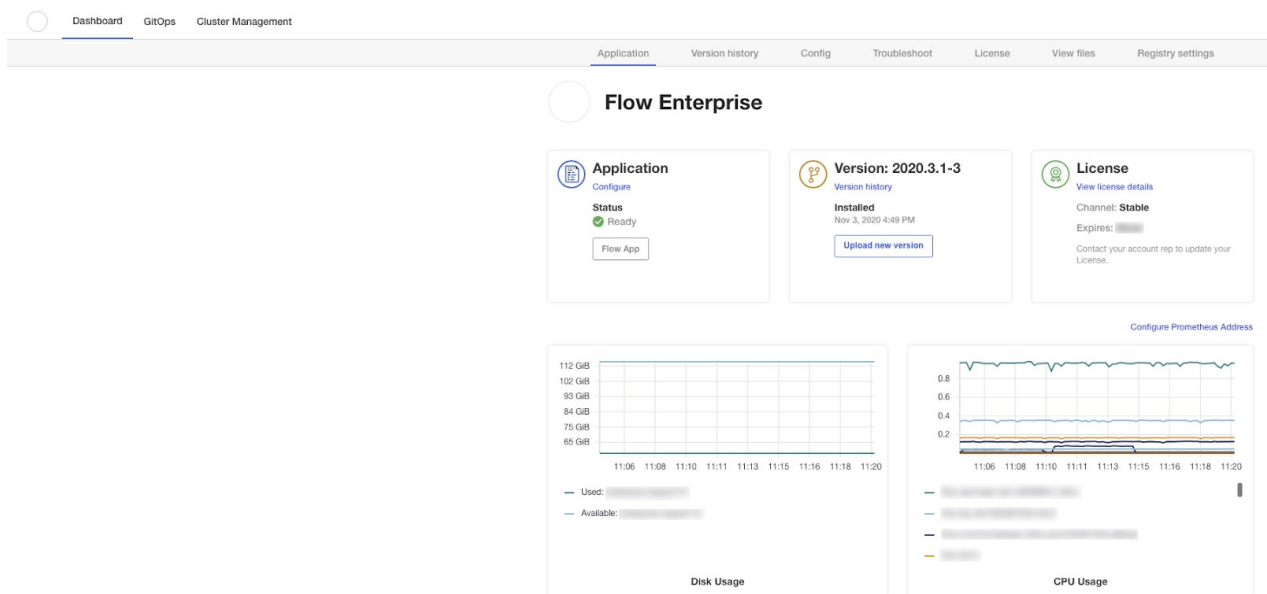 Dashboard GitOps Cluster Management
Application Version history Config Troubleshoot License View files Registry settings
Flow Enterprise
Application
Configure
Status
Ready
Flow App
Version: 2020.3.1-3
Version history
Installed
Nov 3, 2020 4:49 PM
Upload new version
License
View license details
Channel: Stable
Expires:
Contact your account rep to update your
License.
Configure Prometheus Address
112 GiB
102 GiB
93 GiB
84 GiB
75 GiB
65 GiB
11:06 11:08 11:10 11:11 11:13 11:15 11:16 11:18 11:20
Used:
Available:
Disk Usage
0.8
0.6
0.4
0.2
11:06 11:08 11:10 11:11 11:13 11:15 11:16 11:18 11:20
CPU Usage